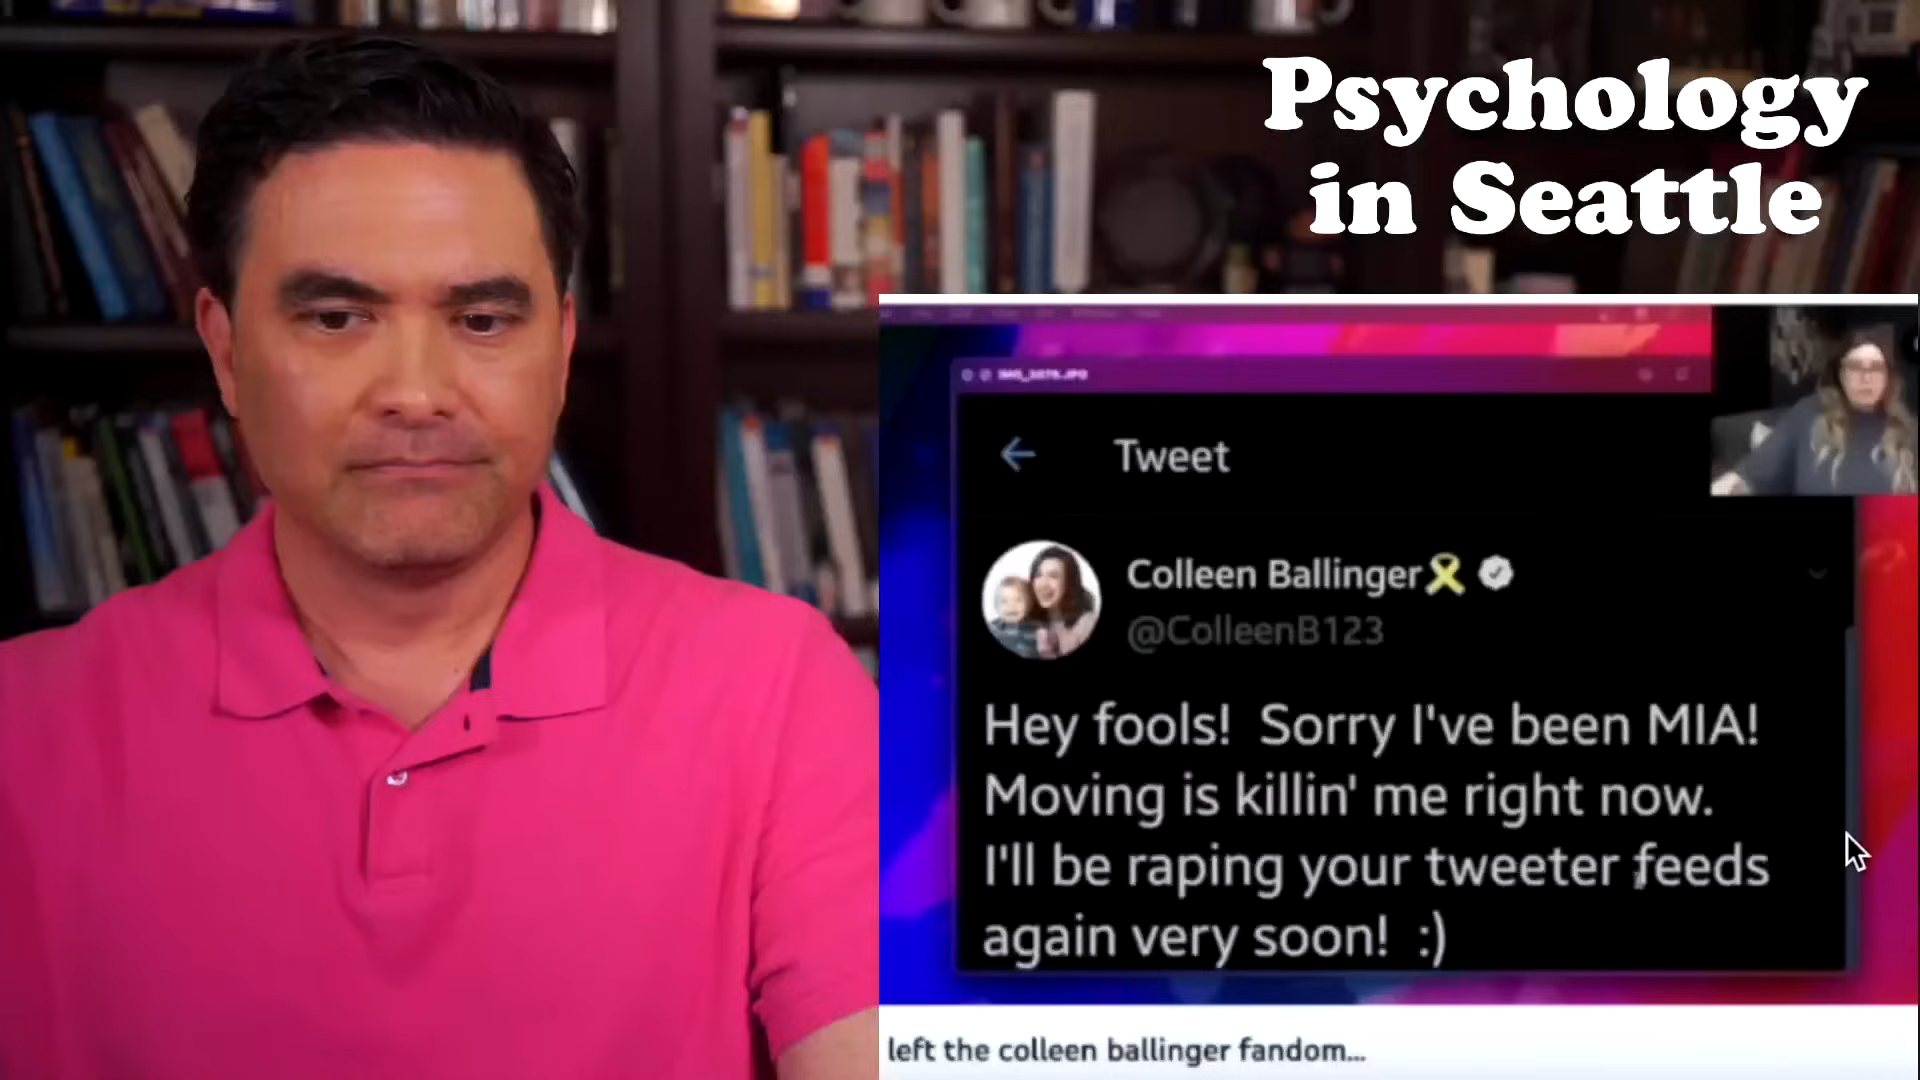 Psychology
in Seattle
Tweet
Colleen Ballinger
@ColleenB123
Hey fools!  Sorry I've been MIA!
Moving is killin' me right now.
I'll be raping your tweeter feeds
again very soon!  :)
left the colleen ballinger fandom...